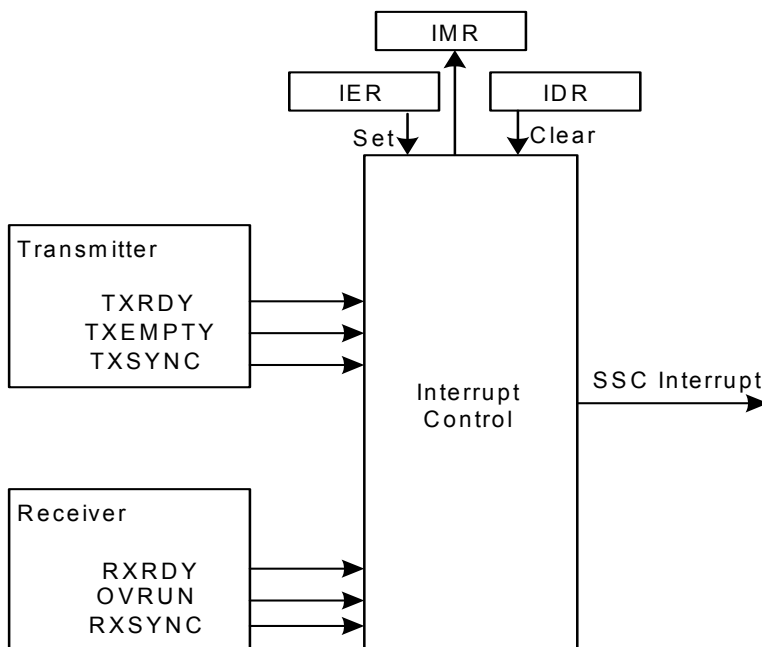 IMR
IER
IDR
Set
Clear
Transmitter
TXRDY
TXEMPTY
TXSYNC
Interrupt
Control
SSC Interrupt
Receiver
RXRDY
OVRUN
RXSYNC